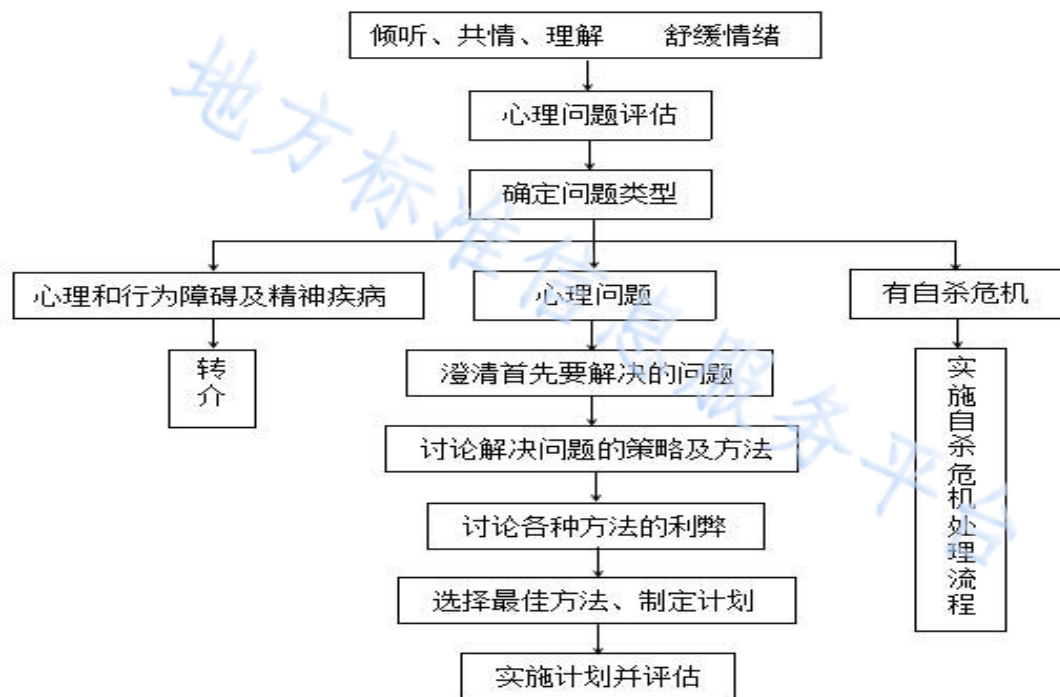 倾听、共情、理解 舒缓情绪
心理问题评估
确定问题类型
心理和行为障碍及精神疾病
心理问题
有自杀危机
转介
澄清首先要解决的问题
实施自杀危机处理流程
讨论解决问题的策略及方法
讨论各种方法的利弊
选择最佳方法、制定计划
实施计划并评估
地方标准信息服务平台